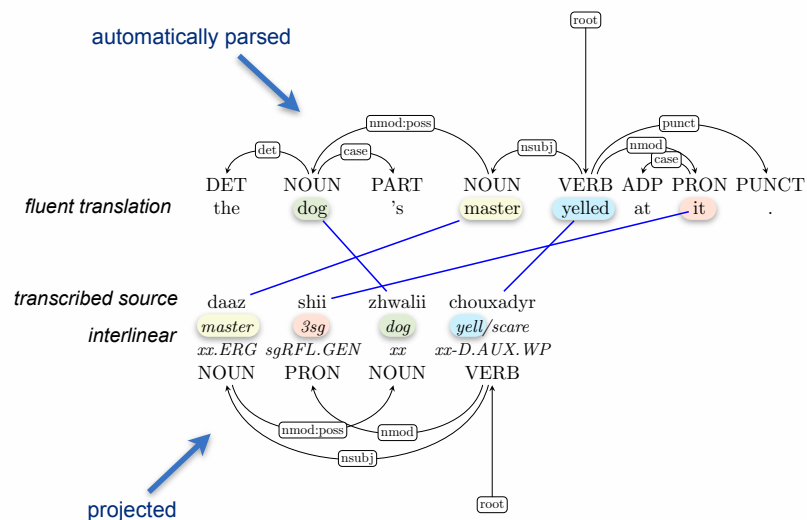 automatically parsed
root
nmod:poss
punct
det
case
nsubj
nmod
case
DET NOUN PART NOUN VERB ADP PRON PUNCT
fluent translation the dog 's master yelled at it .
transcribed source daaz shii zhwalii chouxadyr
interlinear master 3sg dog yell/scare
xx.ERG sgRFL.GEN xx xx-D.AUX.WP
NOUN PRON NOUN VERB
nmod:poss
nmod
nsubj
root
projected